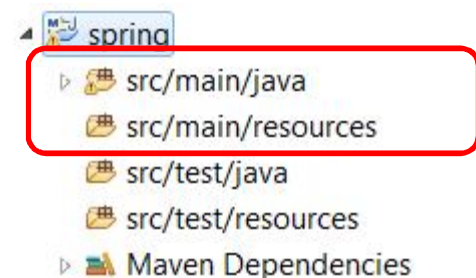 spring
src/main/java
src/main/resources
src/test/java
src/test/resources
Maven Dependencies